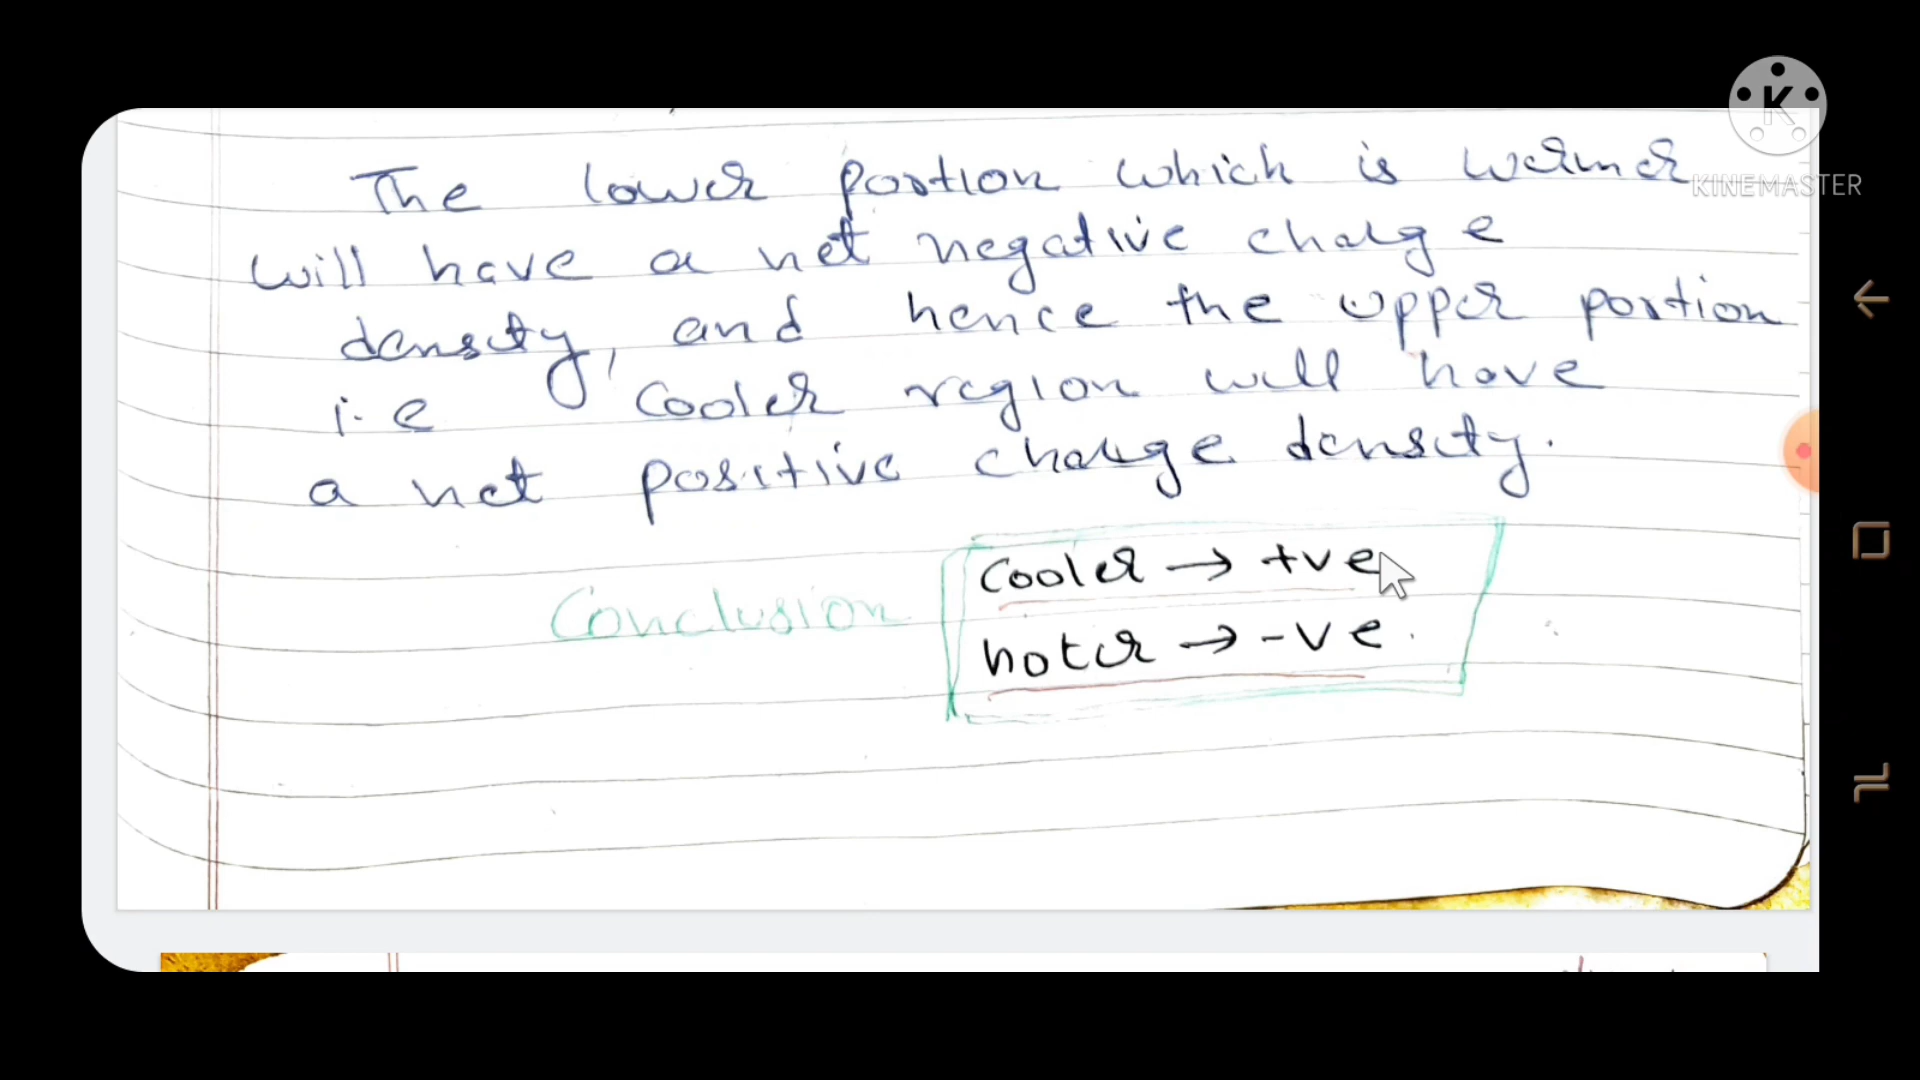 The lower portion which is warmer
KINEMASTER
will have a net negative charge
density, and hence the upper portion
i.e cooler region will have
a net positive charge density.
Conclusion
Cooler → +ve
hoter → -ve.